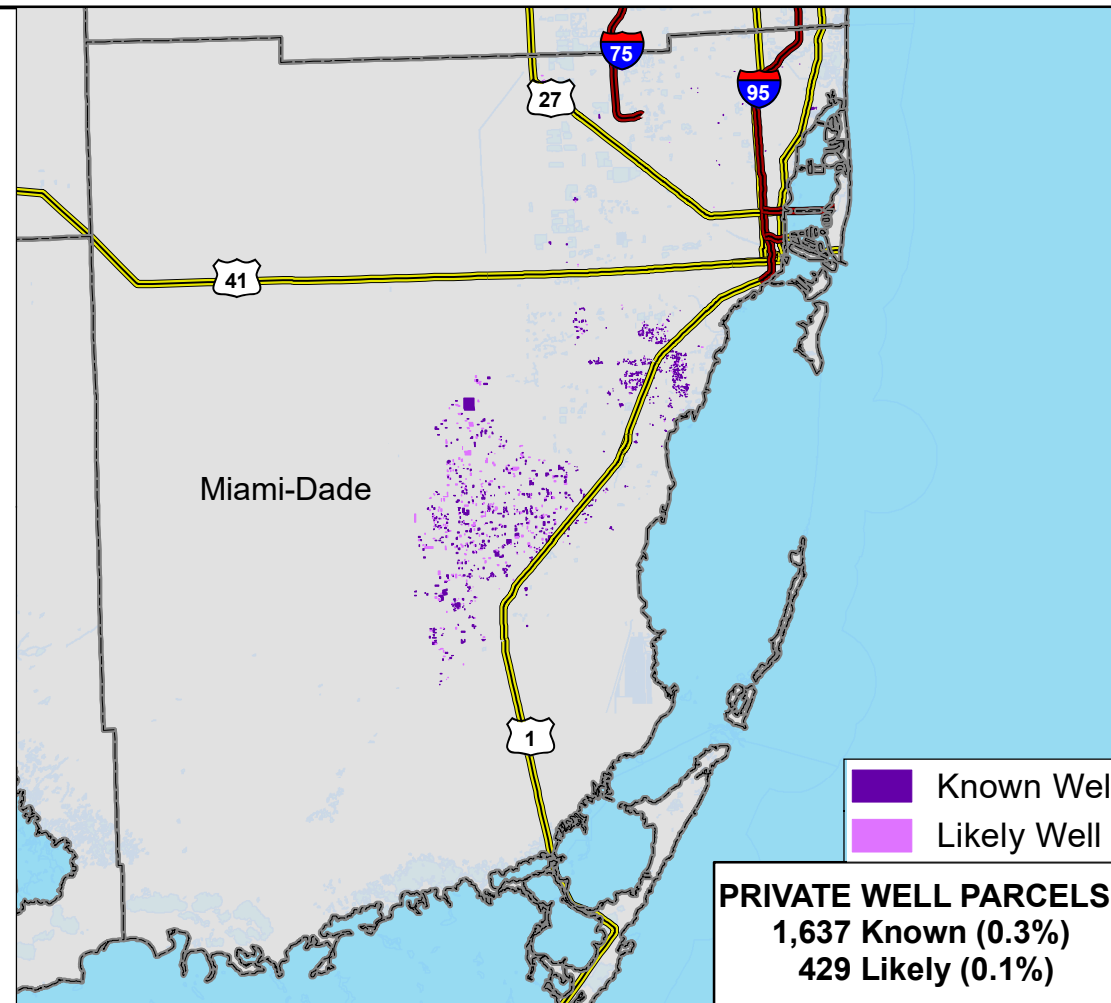 75
95
27
41
Miami-Dade
1
Known Wel
Likely Well
PRIVATE WELL PARCELS
1,637 Known (0.3%)
429 Likely (0.1%)